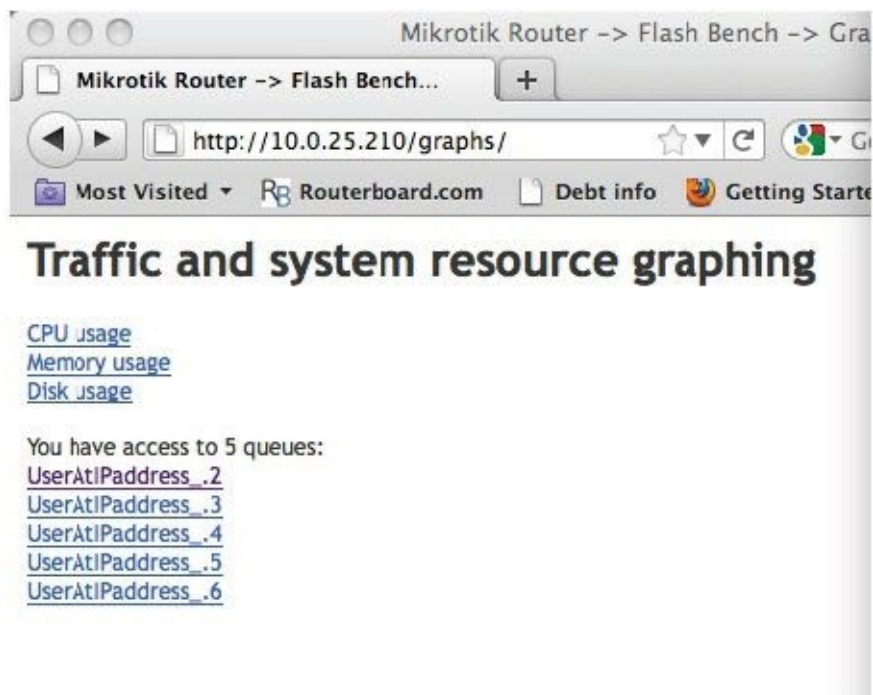 Mikrotik Router -> Flash Bench -> Gra
Mikrotik Router -> Flash Bench...
+
http://10.0.25.210/graphs/
Most Visited
RB Routerboard.com
Debt info
Getting Starte
Traffic and system resource graphing
CPU usage
Memory usage
Disk usage
You have access to 5 queues:
UserAtIPaddress_.2
UserAtIPaddress_.3
UserAtIPaddress_.4
UserAtIPaddress_.5
UserAtIPaddress_.6